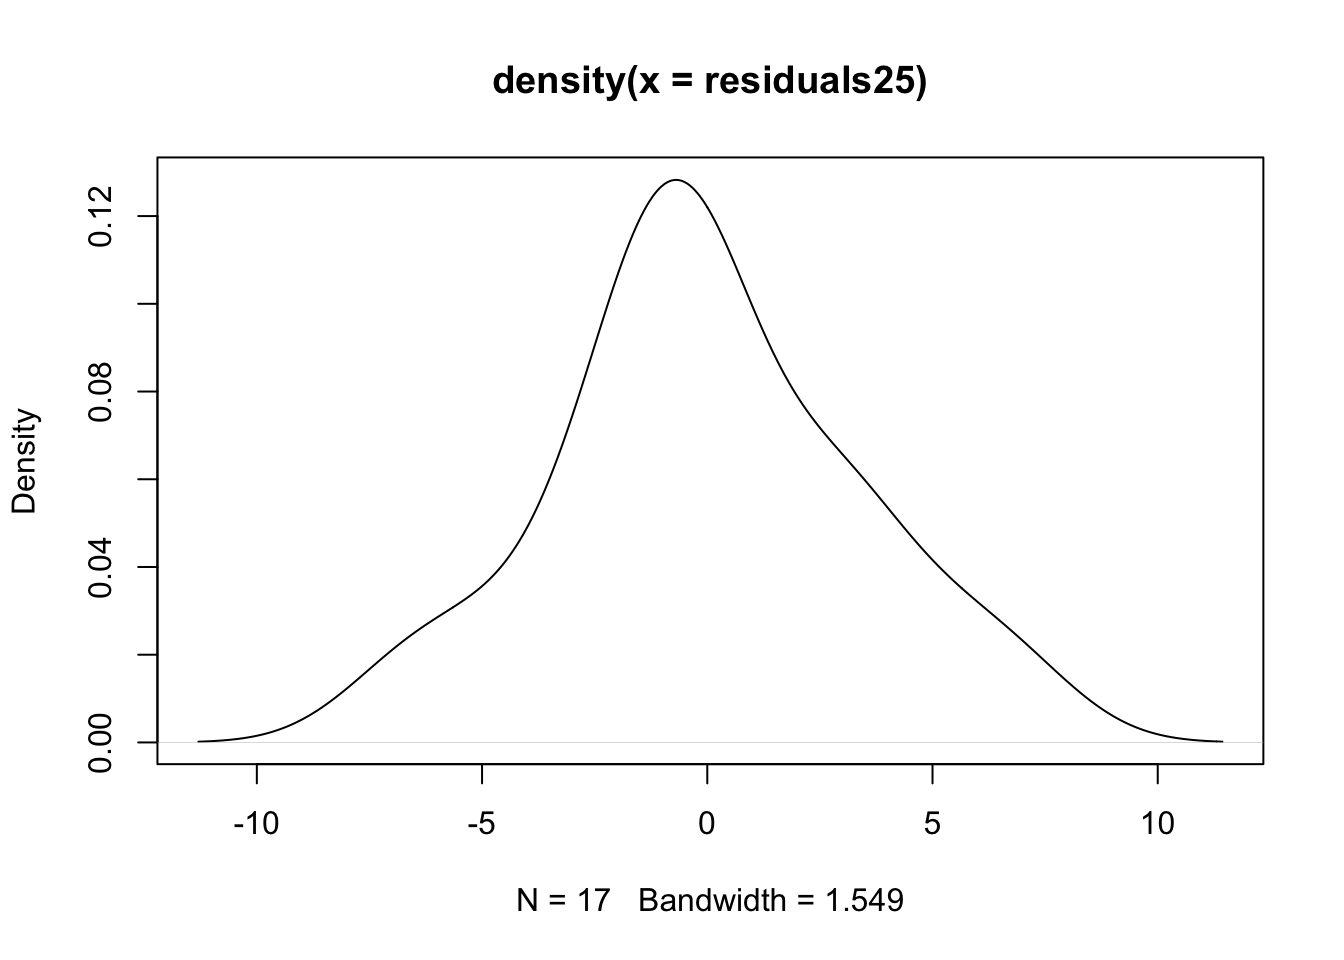 density(x = residuals25)
Density
0.12
0.08
0.04
0.00
-10 -5 0 5 10
N = 17   Bandwidth = 1.549